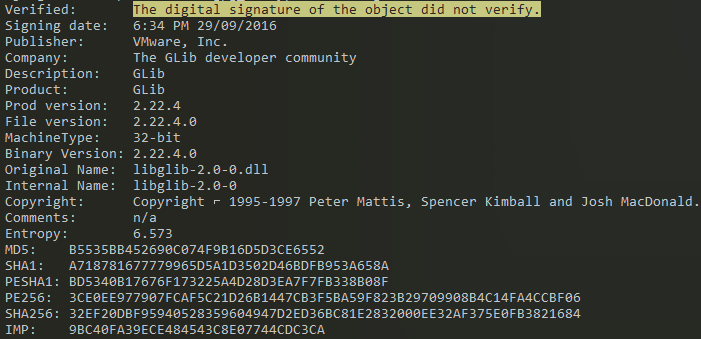 Verified: The digital signature of the object did not verify.
Signing date: 6:34 PM 29/09/2016
Publisher: VMware, Inc.
Company: The GLib developer community
Description: GLib
Product: GLib
Prod version: 2.22.4
File version: 2.22.4.0
MachineType: 32-bit
Binary Version: 2.22.4.0
Original Name: libglib-2.0-0.dll
Internal Name: libglib-2.0-0
Copyright: Copyright ⌐ 1995-1997 Peter Mattis, Spencer Kimball and Josh MacDonald.
Comments: n/a
Entropy: 6.573
MD5: B5535BB452690C074F9B16D5D3CE6552
SHA1: A718781677779965D5A1D3502D46BDFB953A658A
PESHA1: BD5340B17676F173225A4D28D3EA7F7FB338B08F
PE256: 3CE0EE977907FCAF5C21D26B1447CB3F5BA59F823B29709908B4C14FA4CCBF06
SHA256: 32EF20DBF95940528359604947D2ED36BC81E2832000EE32AF375E0FB3821684
IMP: 9BC40FA39ECE484543C8E07744CDC3CA